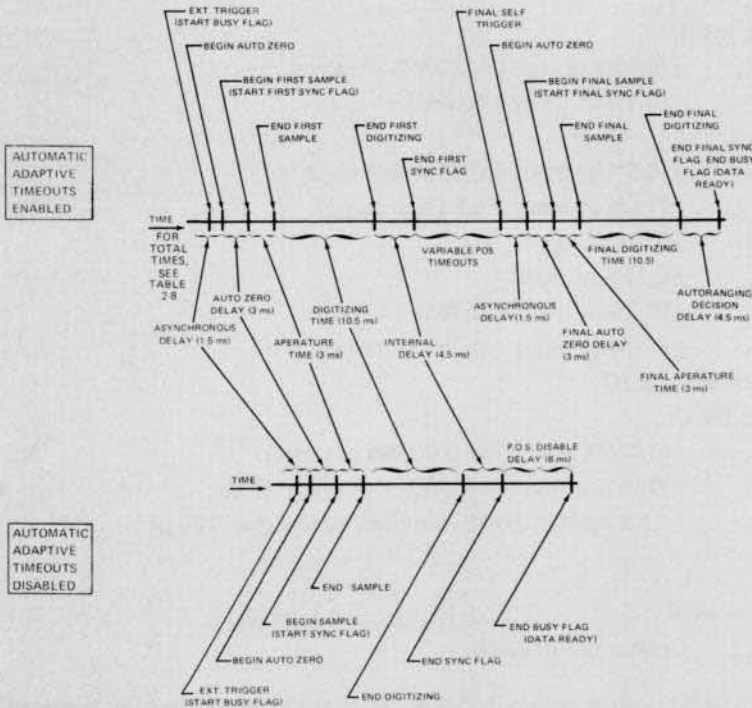 EXT. TRIGGER
(START BUSY FLAG)
FINAL SELF
TRIGGER
BEGIN AUTO ZERO
BEGIN AUTO ZERO
BEGIN FIRST SAMPLE
(START FIRST SYNC FLAG)
BEGIN FINAL SAMPLE
(START FINAL SYNC FLAG)
END FIRST
SAMPLE
END FIRST
DIGITIZING
END FINAL
SAMPLE
END FINAL
DIGITIZING
END FIRST
SYNC FLAG
END FINAL SYNC
FLAG, END BUSY
FLAG (DATA
READY)
AUTOMATIC
ADAPTIVE
TIMEOUTS
ENABLED
TIME
FOR
TOTAL
TIMES,
SEE
TABLE
2-8
VARIABLE POS
TIMEOUTS
FINAL DIGITIZING
TIME (10.5)
ASYNCHRONOUS
DELAY (1.5 ms)
AUTO ZERO
DELAY (3 ms)
APERATURE
TIME (3 ms)
DIGITIZING
TIME (10.5 ms)
INTERNAL
DELAY (4.5 ms)
ASYNCHRONOUS
DELAY (1.5 ms)
FINAL AUTO
ZERO DELAY
(3 ms)
FINAL APERATURE
TIME (3 ms)
AUTORANGING
DECISION
DELAY (4.5 ms)
P.O.S. DISABLE
DELAY (8 ms)
TIME
AUTOMATIC
ADAPTIVE
TIMEOUTS
DISABLED
END SAMPLE
BEGIN SAMPLE
(START SYNC FLAG)
END BUSY FLAG
(DATA READY)
BEGIN AUTO ZERO
END SYNC FLAG
EXT. TRIGGER
(START BUSY FLAG)
END DIGITIZING